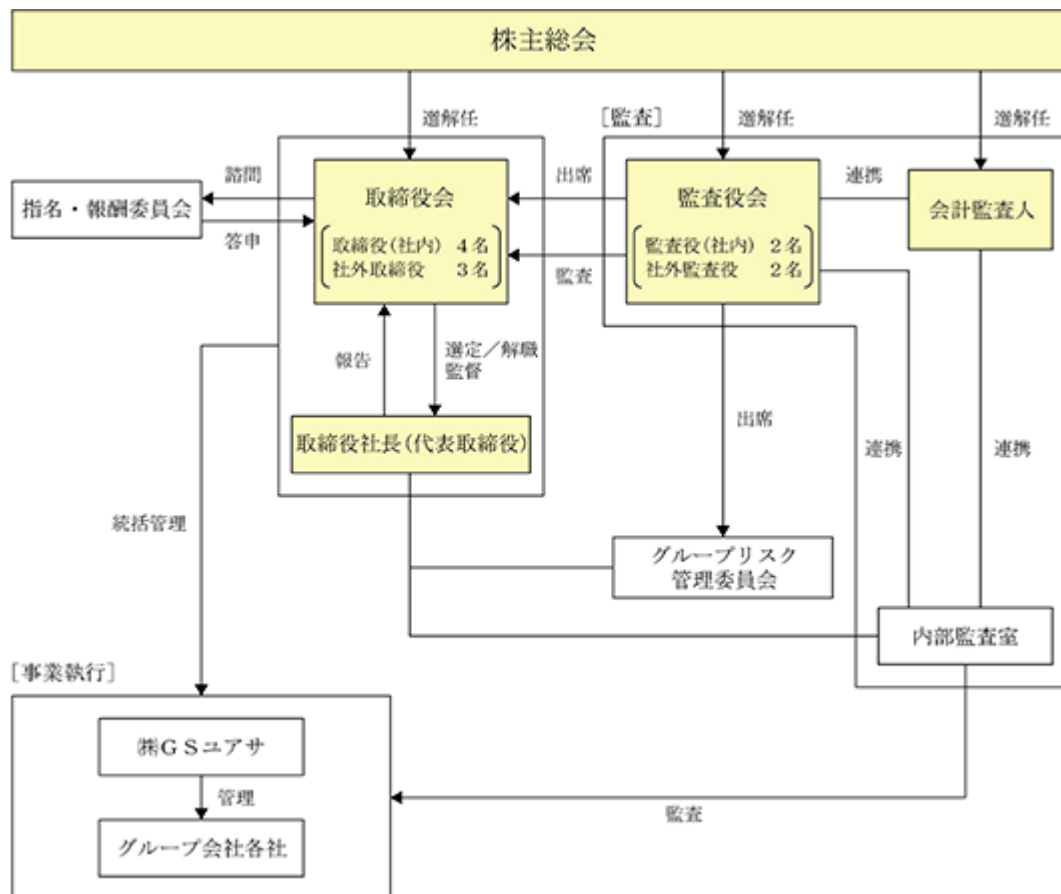 株主総会
選解任
[監査]
選解任
選解任
諮問
指名・報酬委員会
答申
取締役会
取締役(社内) 4名
社外取締役 3名
出席
監査
監査役会
監査役(社内) 2名
社外監査役 2名
連携
会計監査人
報告
選定／解職
監督
取締役社長(代表取締役)
出席
連携
連携
統括管理
グループリスク
管理委員会
内部監査室
[事業執行]
㈱ＧＳユアサ
管理
グループ会社各社
監査